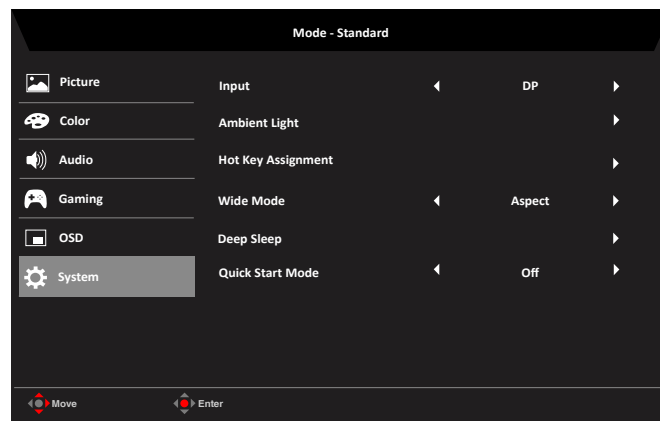 Mode - Standard
Picture
Input DP
Color
Ambient Light
Audio
Hot Key Assignment
Gaming
Wide Mode Aspect
OSD
Deep Sleep
System
Quick Start Mode Off
Move Enter